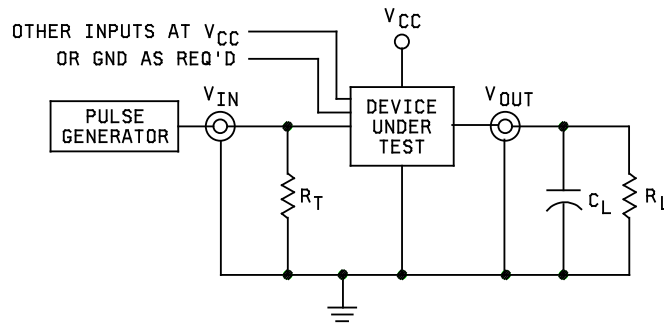 OTHER INPUTS AT VCC
OR GND AS REQ'D
VCC
PULSE
GENERATOR
VIN
DEVICE
UNDER
TEST
VOUT
RT
CL
RL